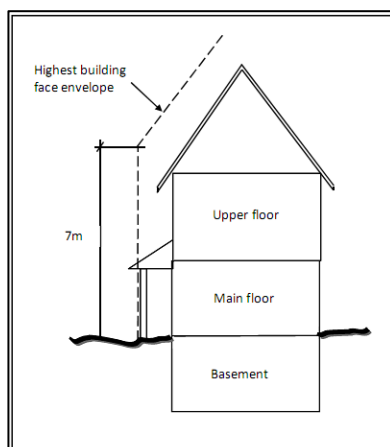 Highest building
face envelope
7m
Upper floor
Main floor
Basement